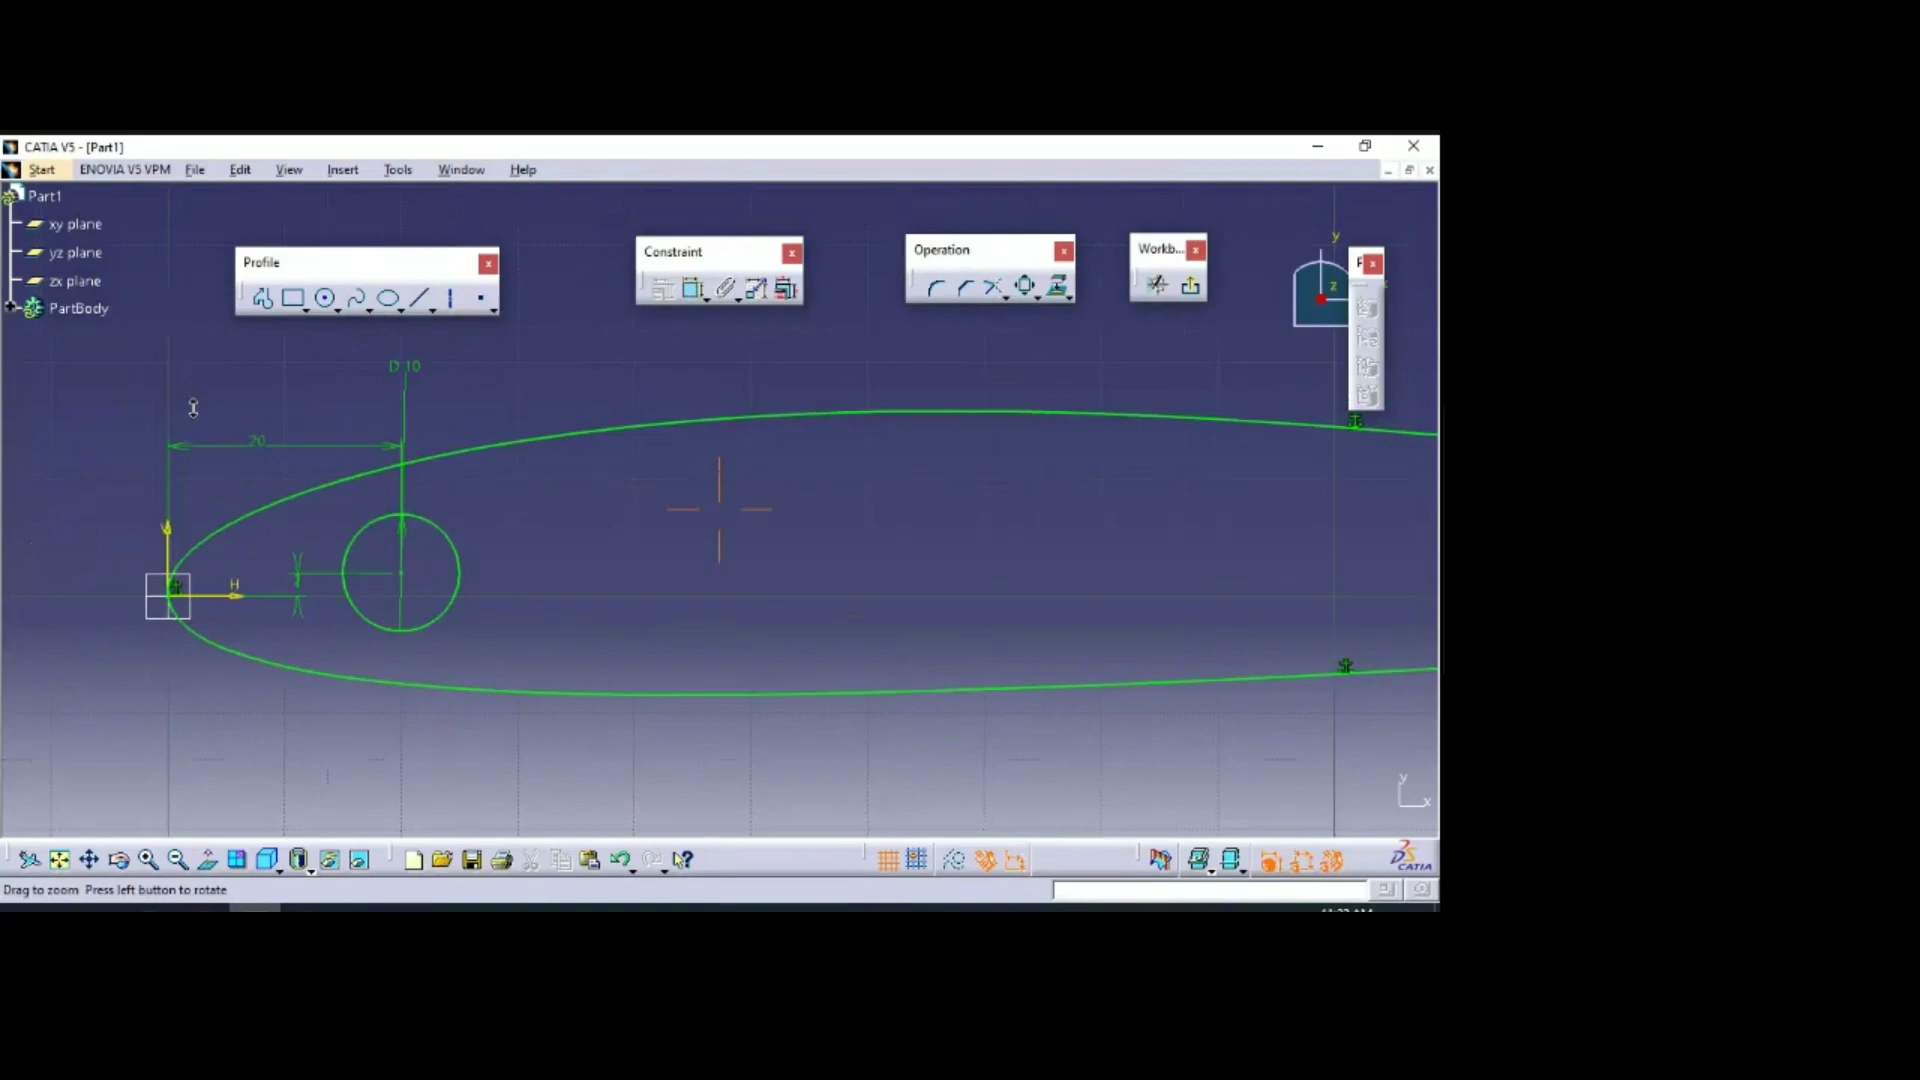 CATIA V5 - [Part1]
Start ENOVIA V5 VPM File Edit View Insert Tools Window Help
Part1
xy plane
yz plane
zx plane
PartBody
Profile
Constraint
Operation
Workb...
y
z
D 10
20
V
H
y
x
CATIA
Drag to zoom Press left button to rotate